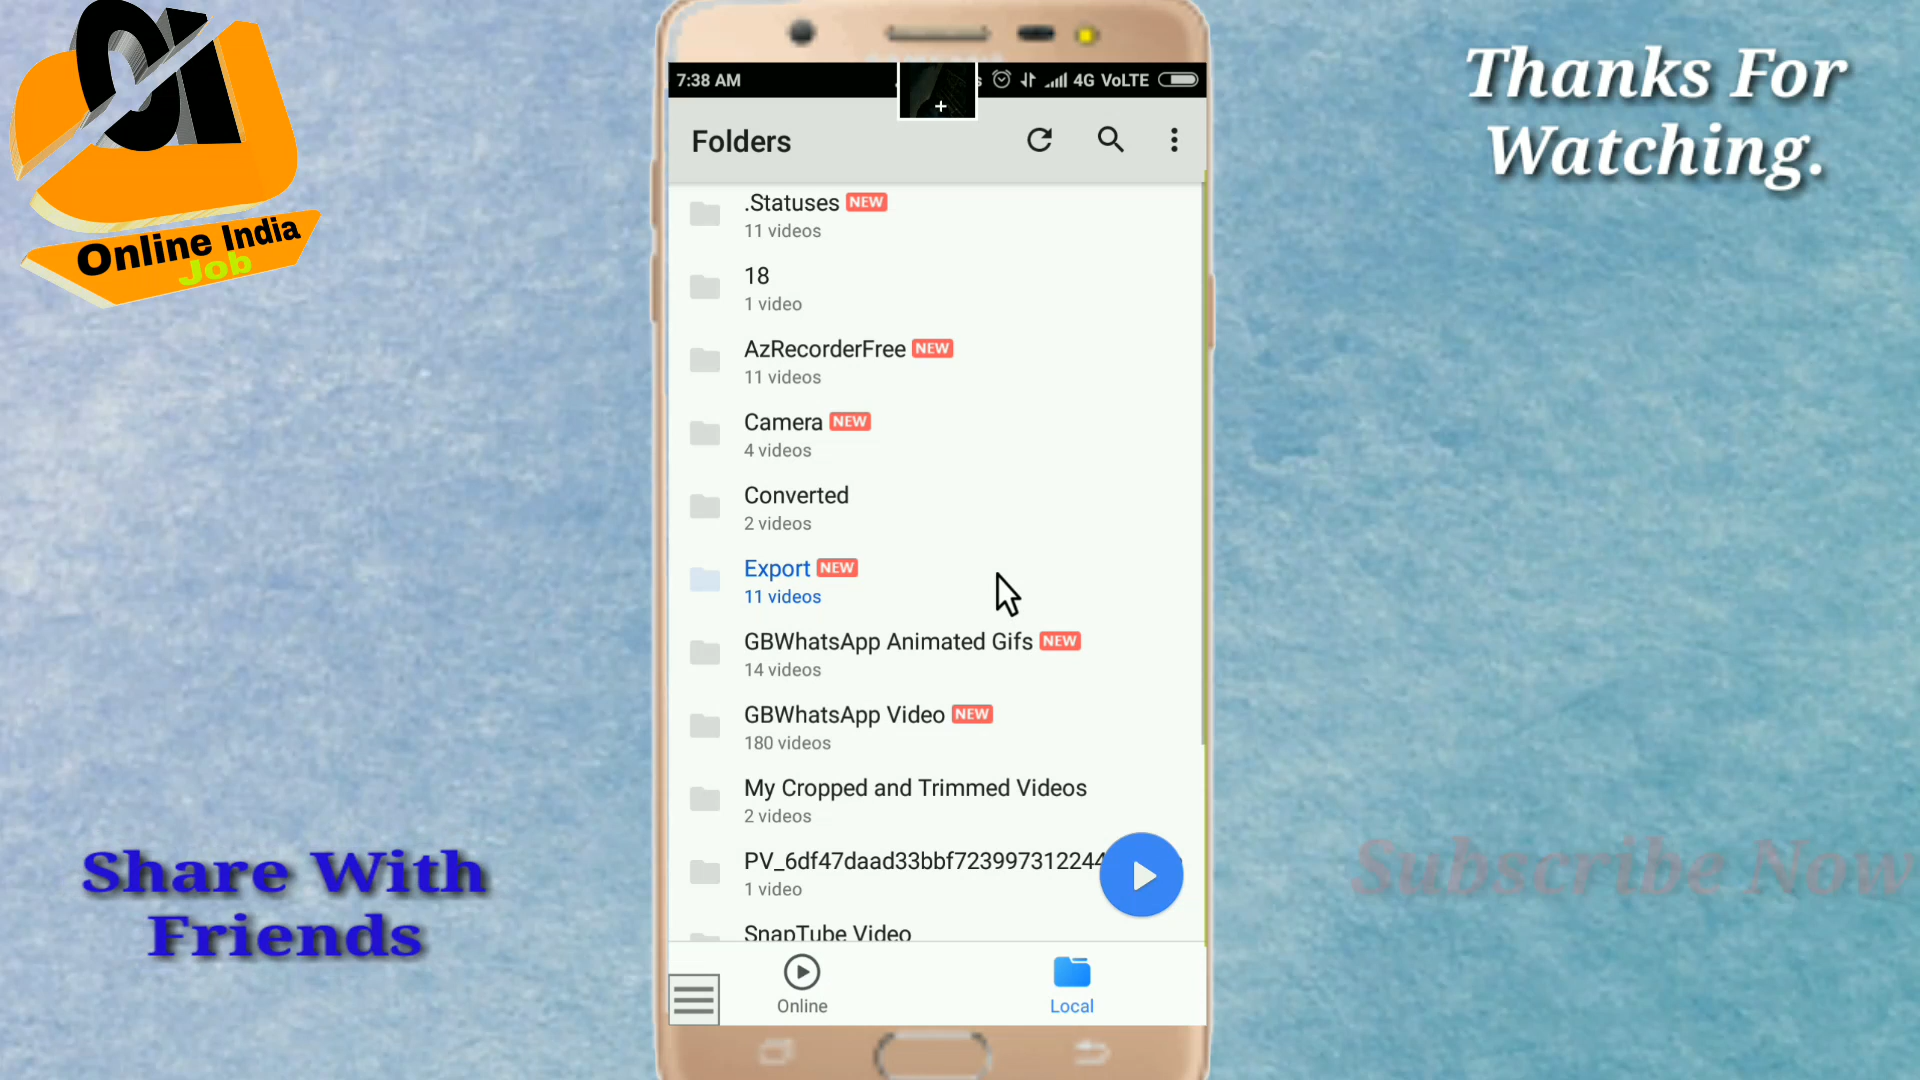 OI
Online India
Job
Thanks For
Watching.
7:38 AM
4G VoLTE
Folders
.Statuses NEW
11 videos
18
1 video
AzRecorderFree NEW
11 videos
Camera NEW
4 videos
Converted
2 videos
Export NEW
11 videos
GBWhatsApp Animated Gifs NEW
14 videos
GBWhatsApp Video NEW
180 videos
My Cropped and Trimmed Videos
2 videos
1 video
SnapTube Video
Online
Local
Share With
Friends
Subscribe Now